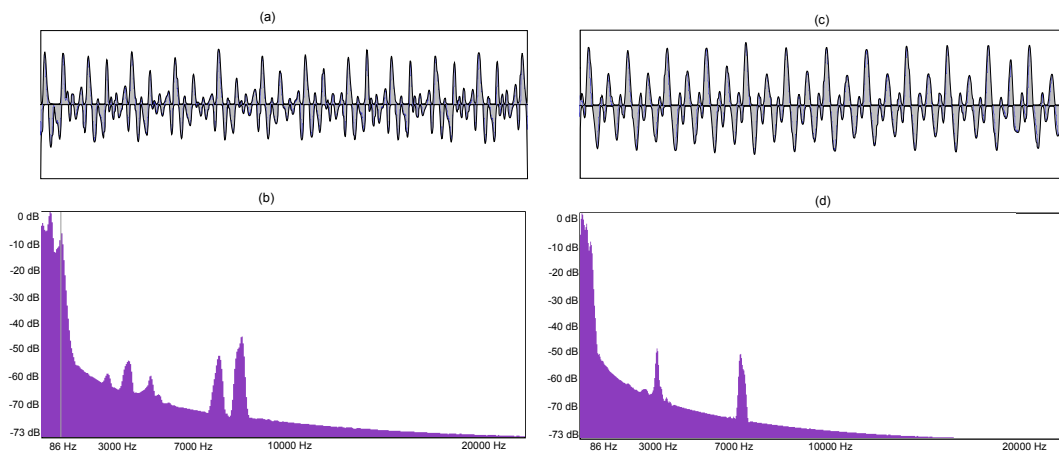 (a)
(c)
(b)
0 dB
-10 dB
-20 dB
-30 dB
-40 dB
-50 dB
-60 dB
-70 dB
-73 dB
86 Hz 3000 Hz 7000 Hz 10000 Hz 20000 Hz
(d)
0 dB
-10 dB
-20 dB
-30 dB
-40 dB
-50 dB
-60 dB
-70 dB
-73 dB
86 Hz 3000 Hz 7000 Hz 10000 Hz 20000 Hz